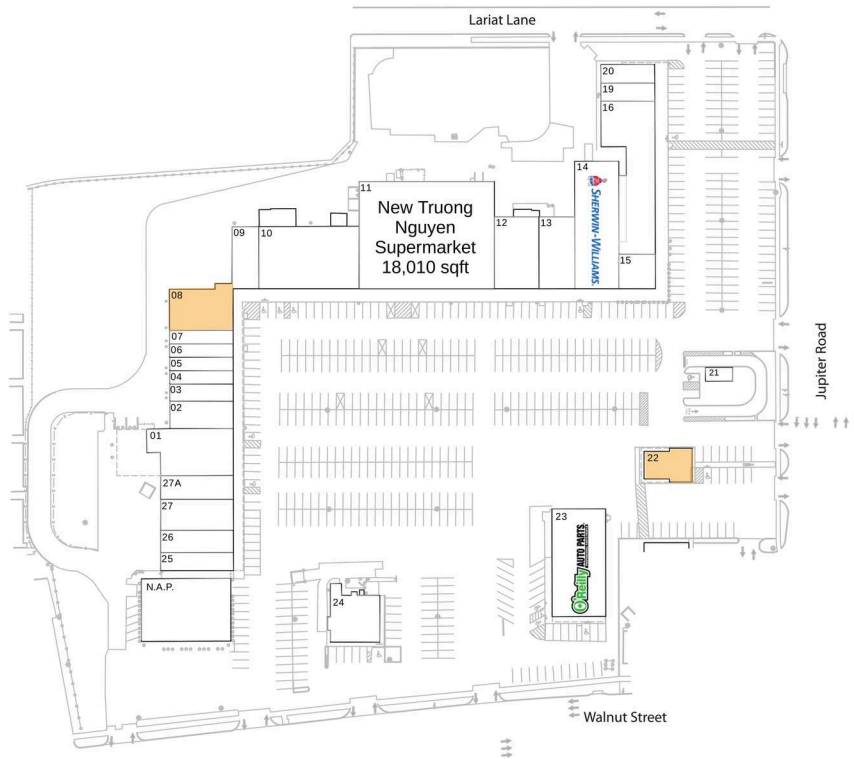 Lariat Lane
20
19
16
14
SHERWIN-WILLIAMS.
11
New Truong
Nguyen
Supermarket
18,010 sqft
12
13
09
10
15
08
07
06
05
04
03
02
01
21
Jupiter Road
22
27A
27
26
25
23
O'Reilly AUTO PARTS.
N.A.P.
24
Walnut Street